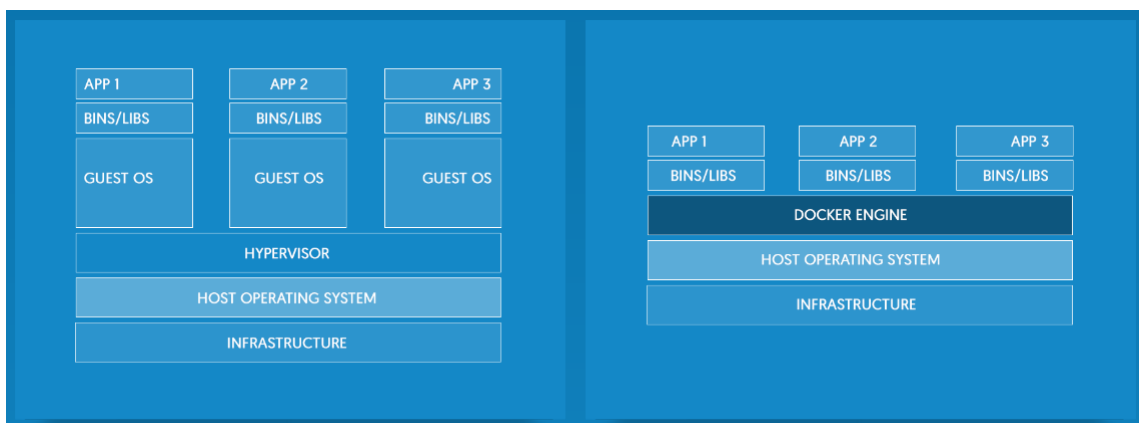 APP 1 APP 2 APP 3
BINS/LIBS BINS/LIBS BINS/LIBS
GUEST OS GUEST OS GUEST OS
HYPERVISOR
HOST OPERATING SYSTEM
INFRASTRUCTURE
APP 1 APP 2 APP 3
BINS/LIBS BINS/LIBS BINS/LIBS
DOCKER ENGINE
HOST OPERATING SYSTEM
INFRASTRUCTURE